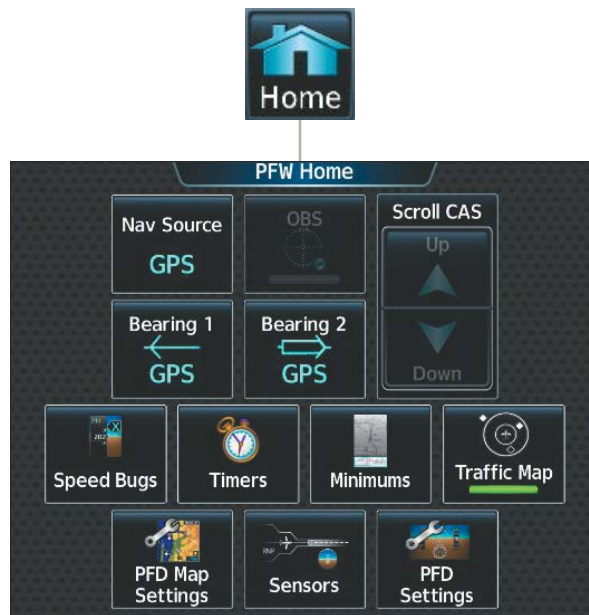 Home
PFW Home
Nav Source
GPS
OBS
Scroll CAS
Up
Down
Bearing 1
GPS
Bearing 2
GPS
Speed Bugs
Timers
Minimums
Traffic Map
PFD Map
Settings
RNP
Sensors
PFD
Settings